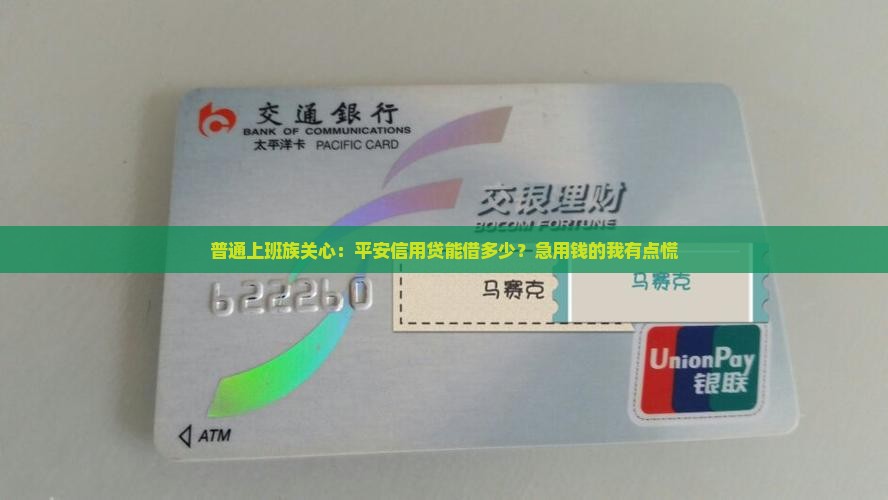 交通銀行
BANK OF COMMUNICATIONS
太平洋卡 PACIFIC CARD
交银理财
BOCOM FORTUNE
普通上班族关心：平安信用贷能借多少？急用钱的我有点慌
622260
马赛克
马赛克
UnionPay
银联
ATM